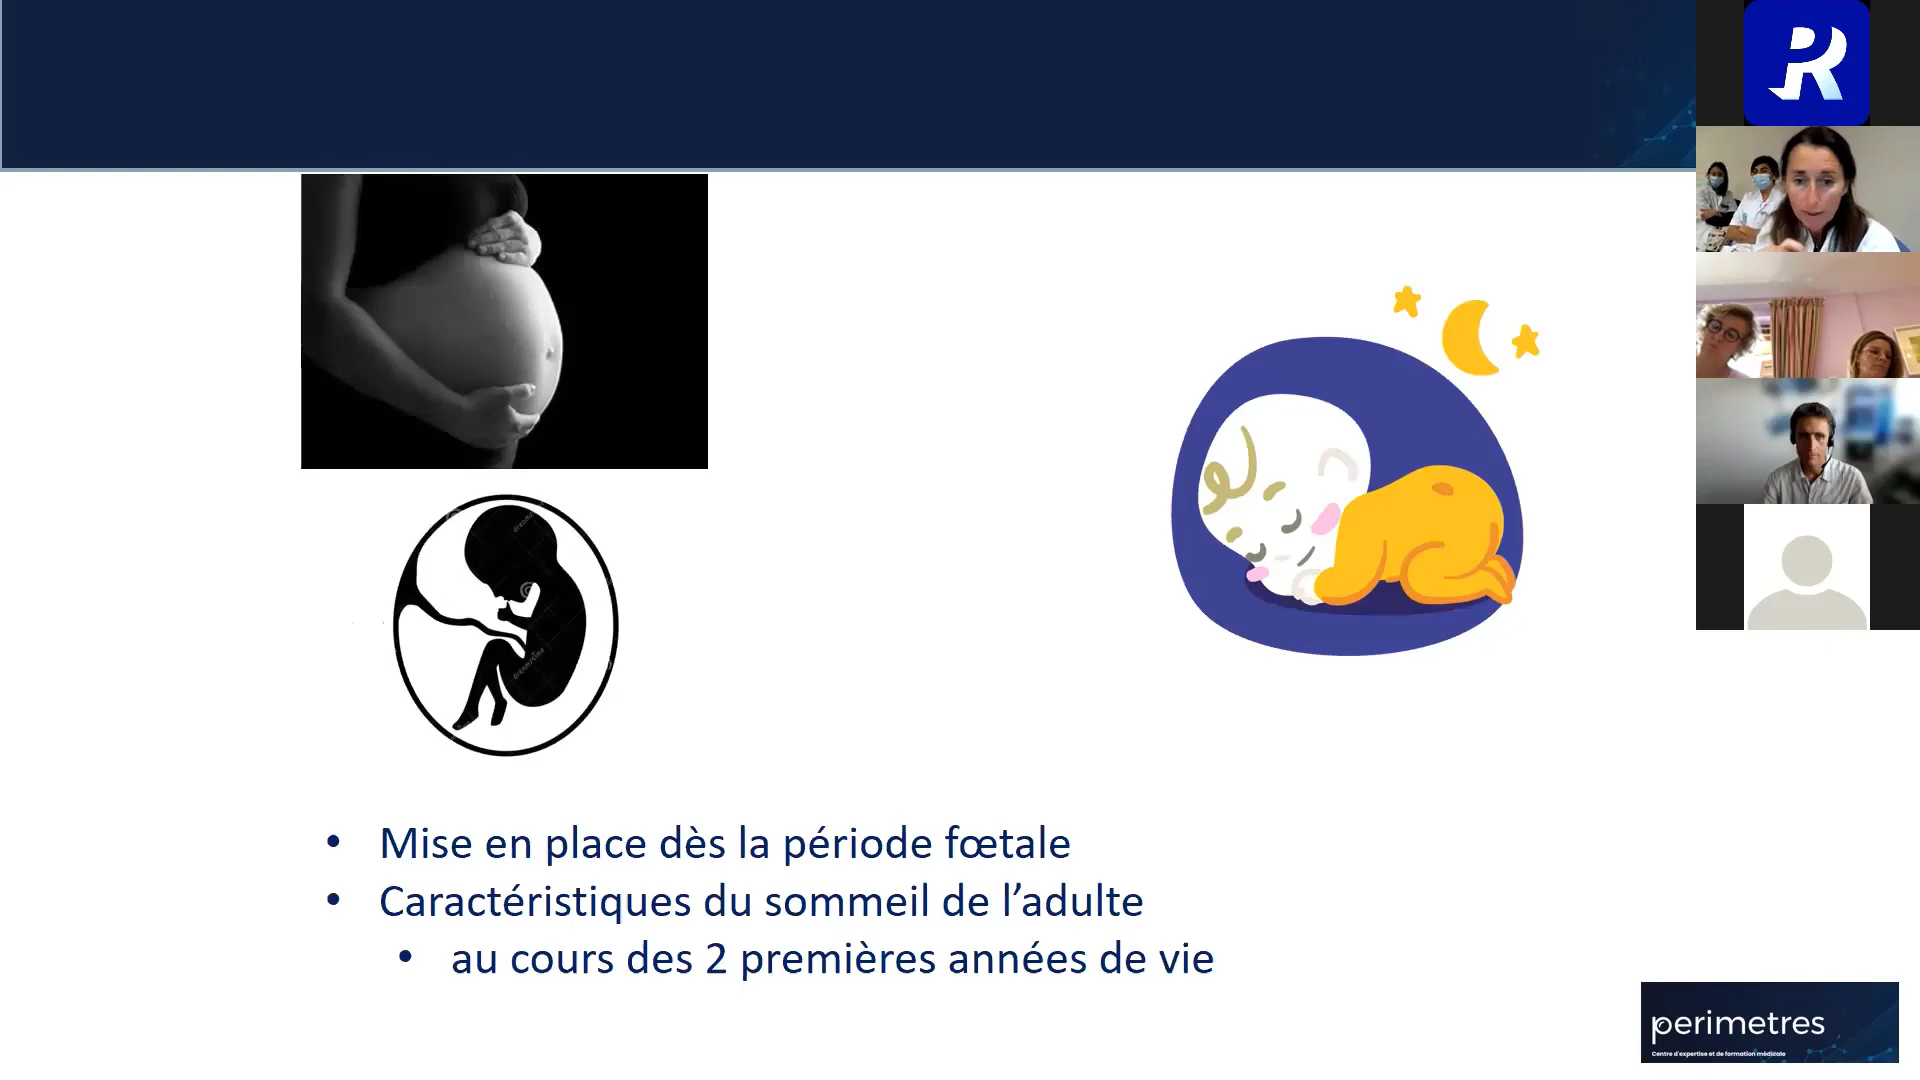 • Mise en place dès la période fœtale
• Caractéristiques du sommeil de l’adulte
• au cours des 2 premières années de vie
perimetres
Centre d'expertise et de formation médicale